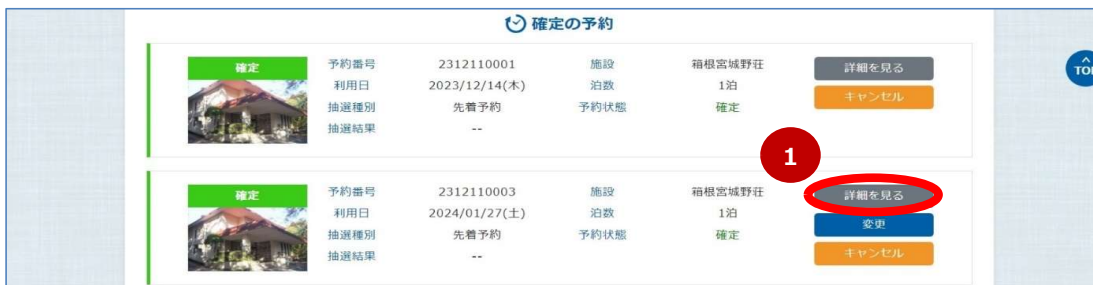 確定の予約
確定
予約番号 2312110001 施設 箱根宮城野荘
利用日 2023/12/14(木) 泊数 1泊
抽選種別 先着予約 予約状態 確定
抽選結果 --
詳細を見る
キャンセル
TOP
1
確定
予約番号 2312110003 施設 箱根宮城野荘
利用日 2024/01/27(土) 泊数 1泊
抽選種別 先着予約 予約状態 確定
抽選結果 --
詳細を見る
変更
キャンセル